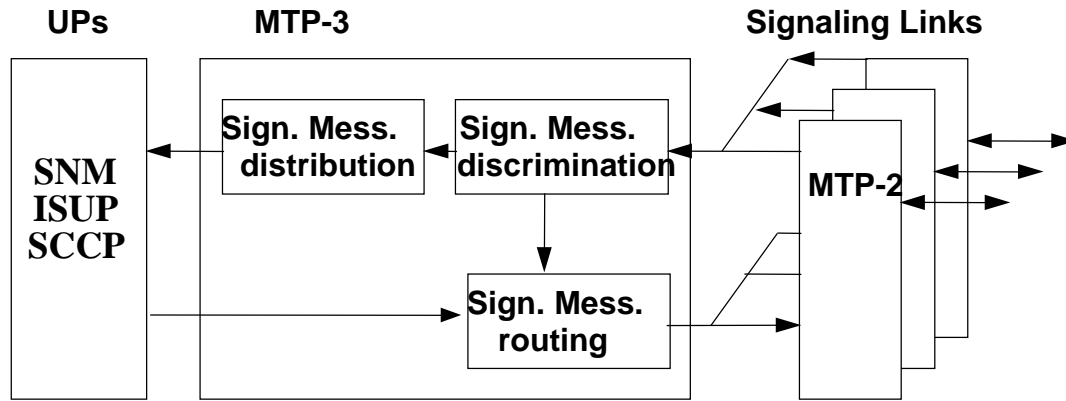 UPs MTP-3 Signaling Links
Sign. Mess.
distribution
Sign. Mess.
discrimination
SNM
ISUP
SCCP
MTP-2
Sign. Mess.
routing